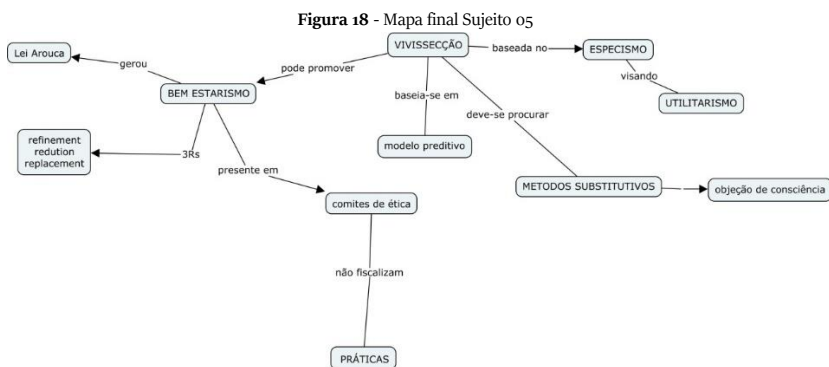 Figura 18 - Mapa final Sujeito 05
VIVISSECÇÃO
baseada no
ESPECISMO
Lei Arouca
gerou
pode promover
visando
BEM ESTARISMO
UTILITARISMO
baseia-se em
deve-se procurar
refinement
redution
replacement
3Rs
modelo preditivo
presente em
METODOS SUBSTITUTIVOS
objeção de consciência
comites de ética
não fiscalizam
PRÁTICAS